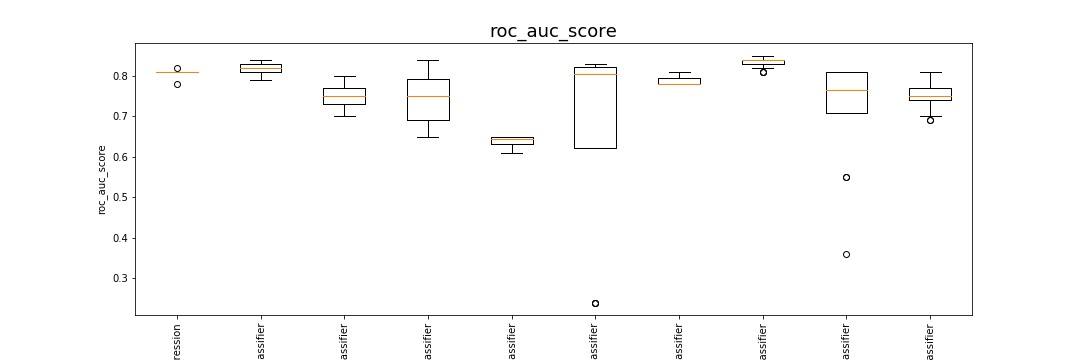 roc_auc_score
roc_auc_score
0.8
0.7
0.6
0.5
0.4
0.3
ression
assifier
assifier
assifier
assifier
assifier
assifier
assifier
assifier
assifier